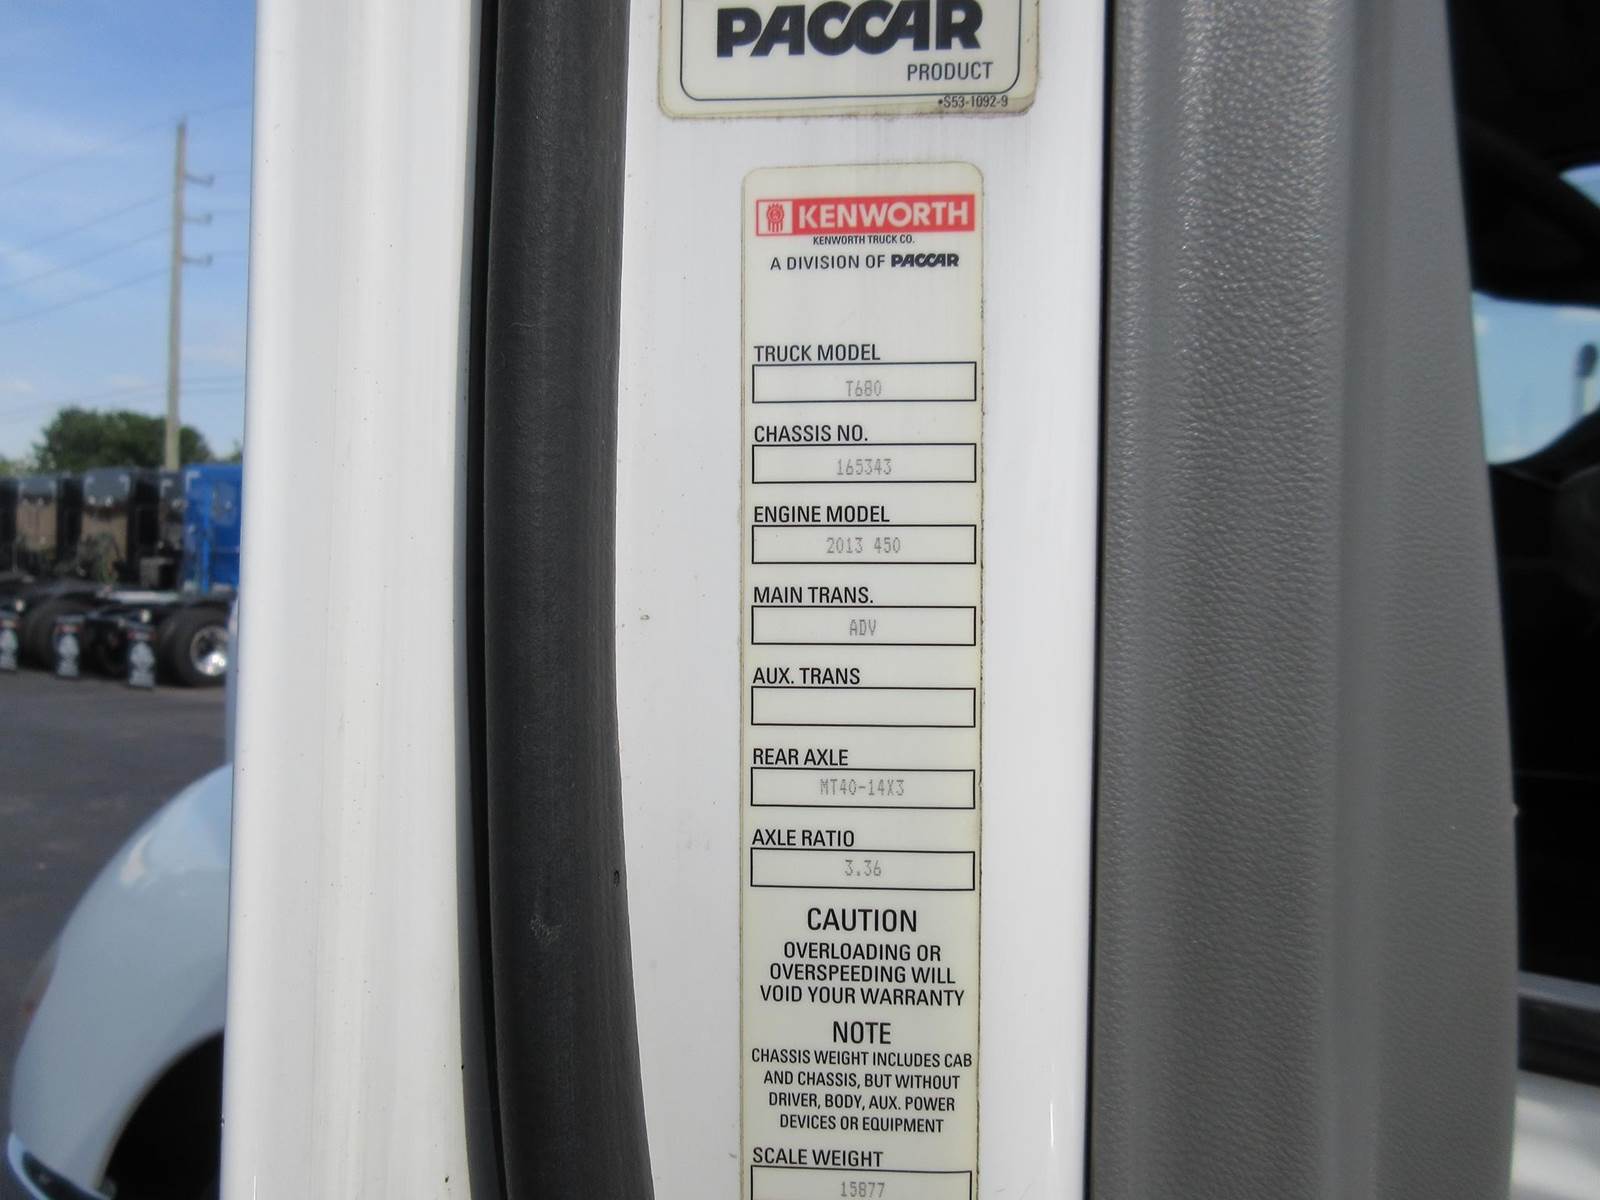 PACCAR
PRODUCT
•S53-1092-9
KENWORTH
KENWORTH TRUCK CO.
A DIVISION OF PACCAR
TRUCK MODEL
T680
CHASSIS NO.
165343
ENGINE MODEL
2013 450
MAIN TRANS.
ADV
AUX. TRANS
REAR AXLE
MT40-14X3
AXLE RATIO
3.36
CAUTION
OVERLOADING OR
OVERSPEEDING WILL
VOID YOUR WARRANTY
NOTE
CHASSIS WEIGHT INCLUDES CAB
AND CHASSIS, BUT WITHOUT
DRIVER, BODY, AUX. POWER
DEVICES OR EQUIPMENT
SCALE WEIGHT
15877